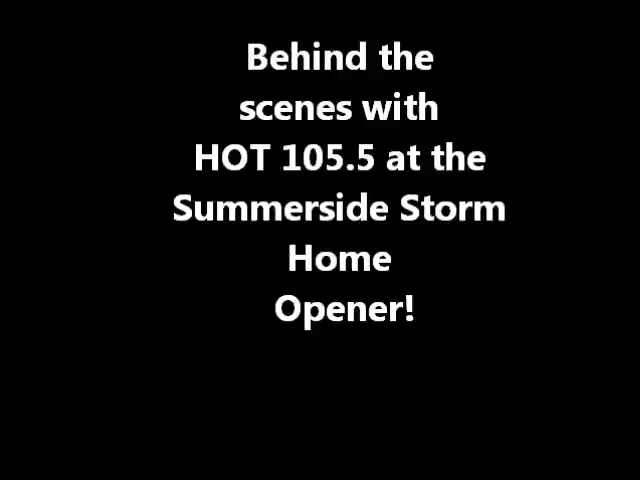 Behind the
scenes with
HOT 105.5 at the
Summerside Storm
Home
Opener!